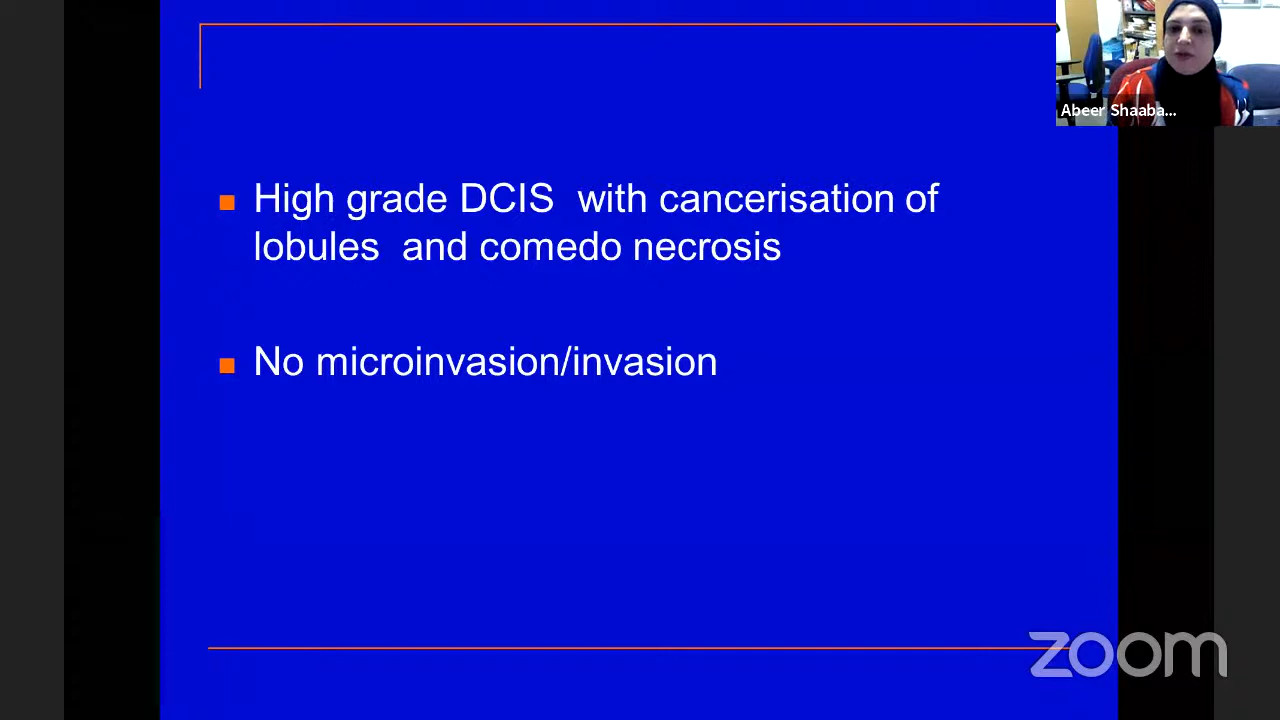 Abeer Shaaba...
High grade DCIS with cancerisation of
lobules and comedo necrosis
No microinvasion/invasion
zoom